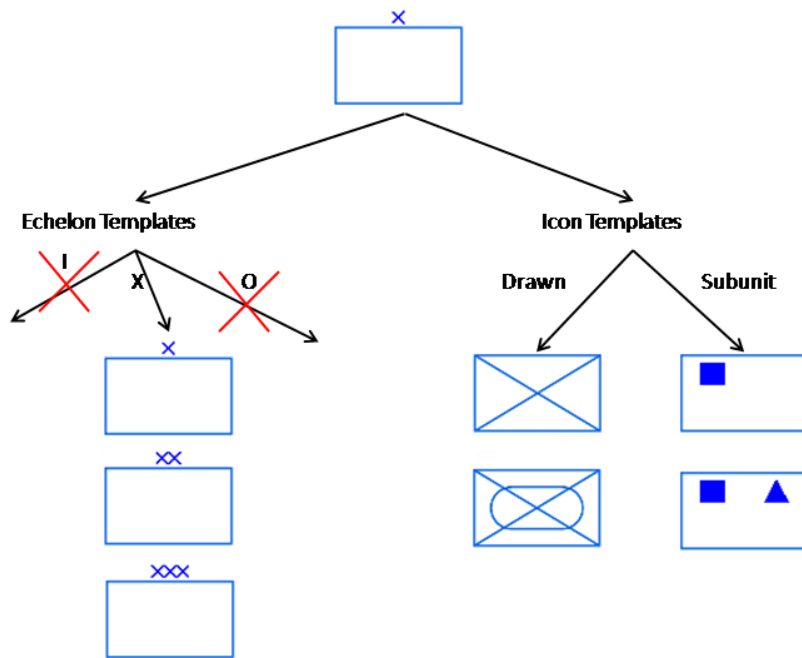 ×
Echelon Templates
Icon Templates
I
X
O
Drawn
Subunit
×
××
×××